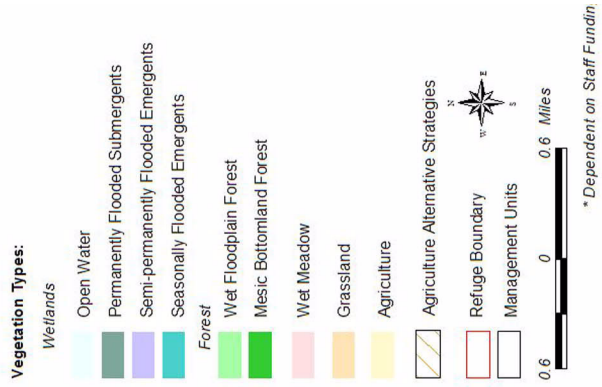 Vegetation Types:
Wetlands
Open Water
Permanently Flooded Submergents
Semi-permanently Flooded Emergents
Seasonally Flooded Emergents
Forest
Wet Floodplain Forest
Mesic Bottomland Forest
Wet Meadow
Grassland
Agriculture
Agriculture Alternative Strategies
Refuge Boundary
Management Units
N
W E
S
0.6 0 0.6 Miles
* Dependent on Staff Fundin